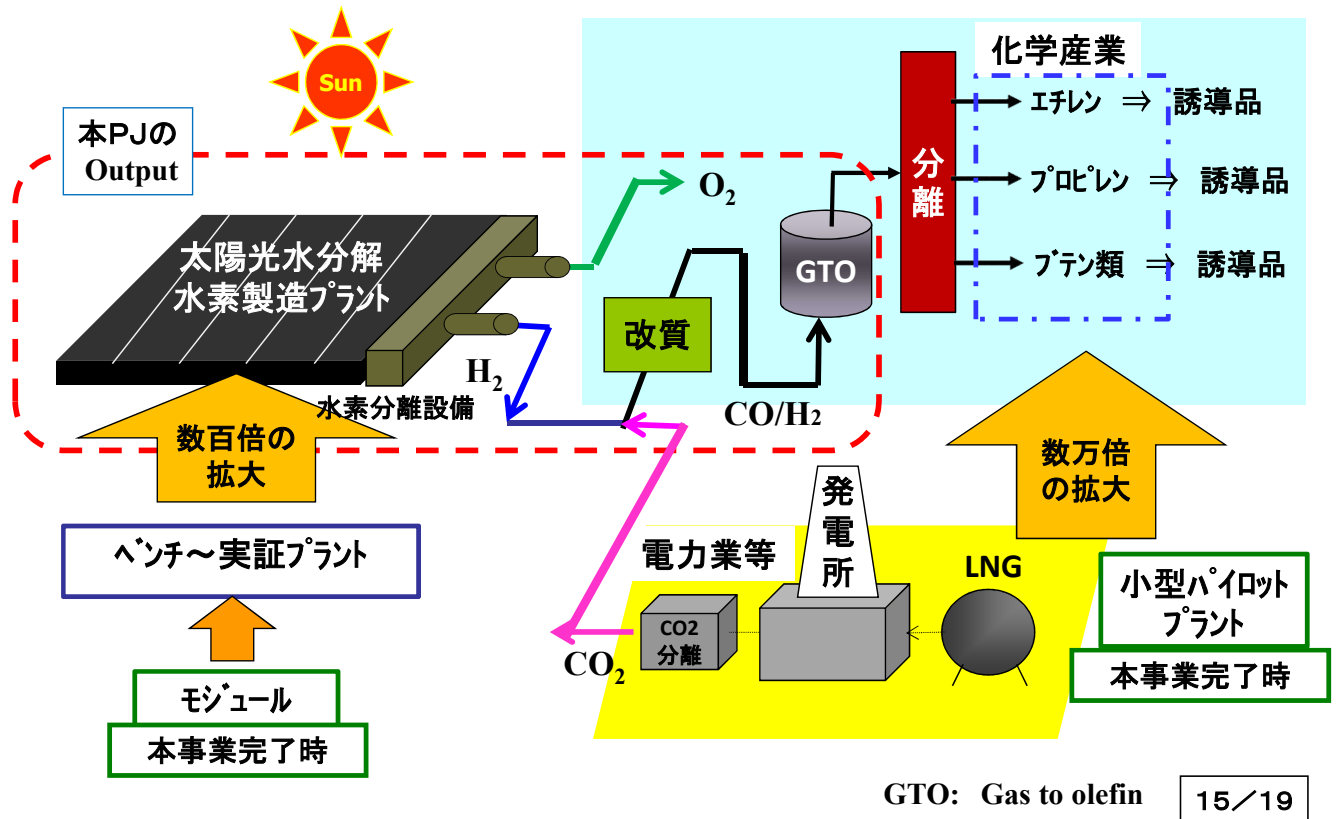 Sun
化学産業
本PJの
Output
エチレン ⇒ 誘導品
O2
分離
プロピレン ⇒ 誘導品
太陽光水分解
水素製造プラント
GTO
ブテン類 ⇒ 誘導品
改質
H2
水素分離設備
CO/H2
数百倍の
拡大
数万倍
の拡大
発電所
ベンチ～実証プラント
電力業等
LNG
小型パイロット
プラント
CO2
分離
CO2
本事業完了時
モジュール
本事業完了時
GTO: Gas to olefin
15／19